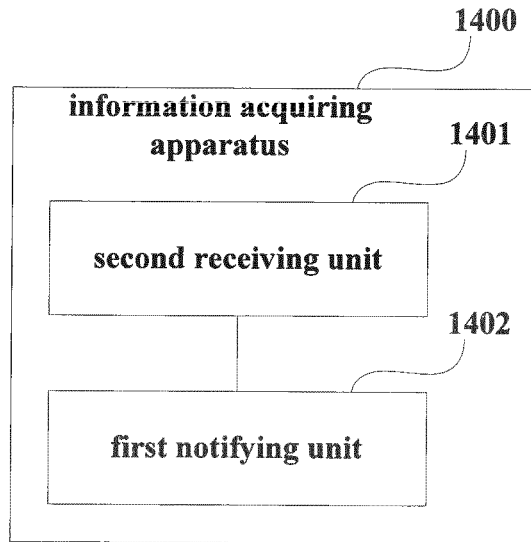 1400
information acquiring
apparatus
1401
second receiving unit
1402
first notifying unit